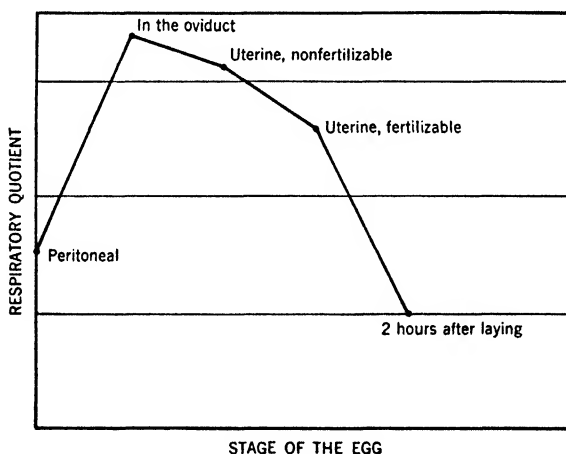 In the oviduct
Uterine, nonfertilizable
Uterine, fertilizable
Peritoneal
2 hours after laying
RESPIRATORY QUOTIENT
STAGE OF THE EGG